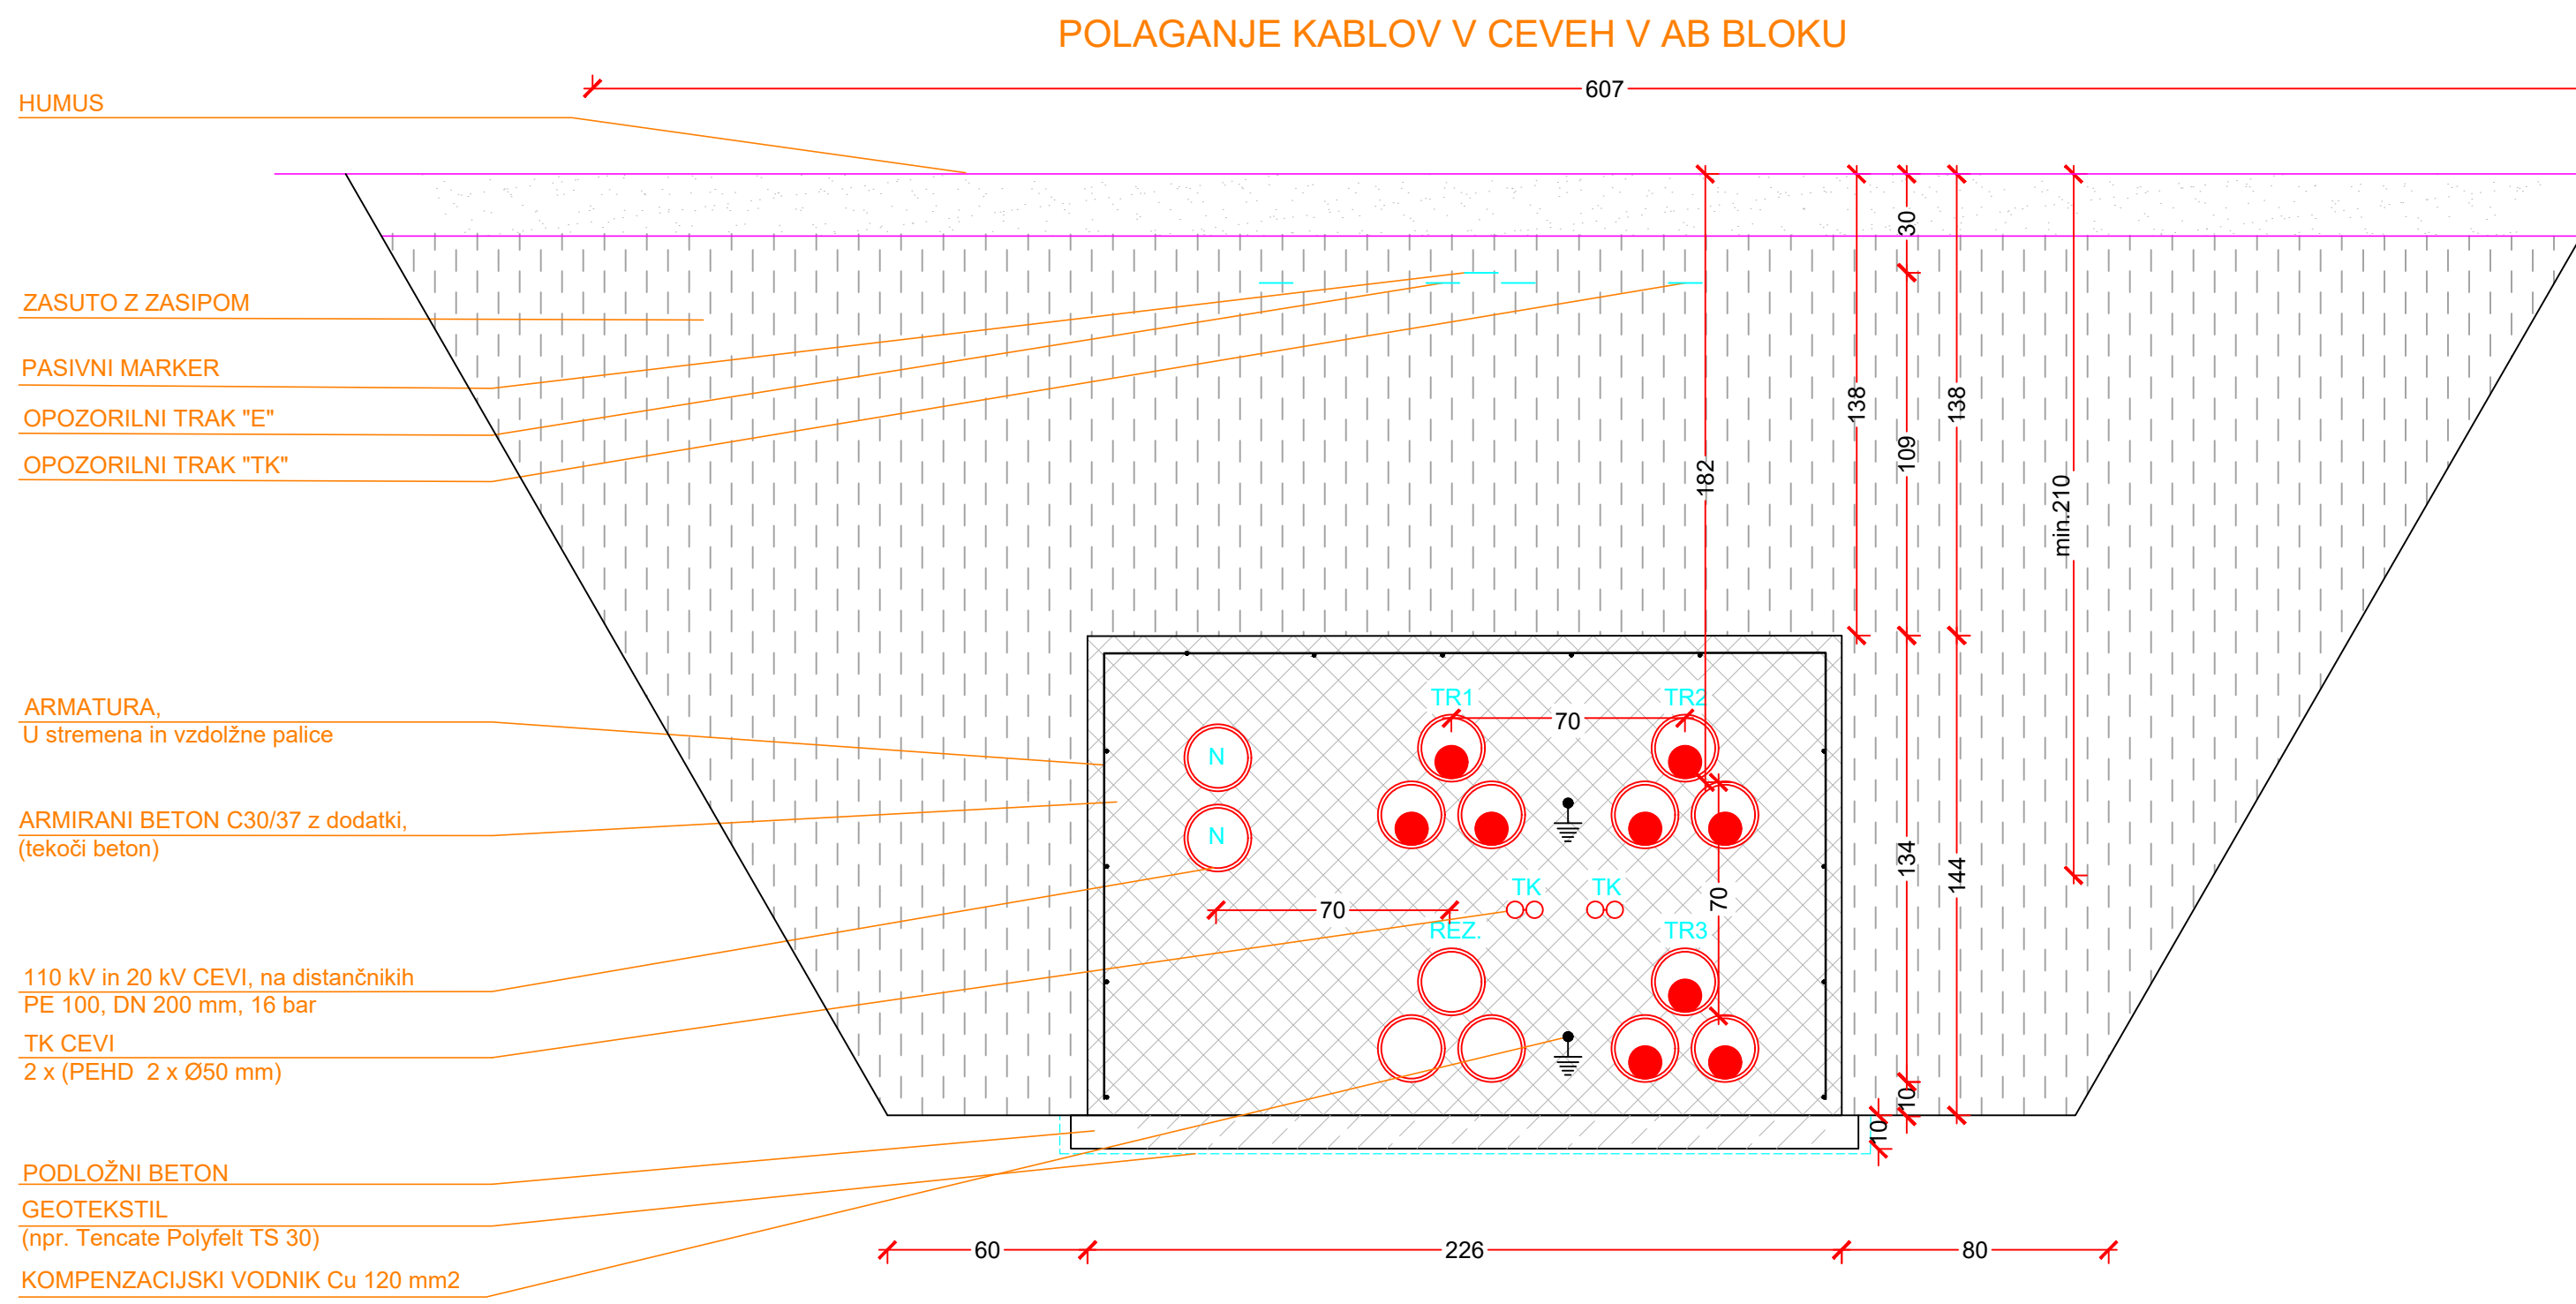 POLAGANJE KABLOV V CEVEH V AB BLOKU
607
HUMUS
30
ZASUTO Z ZASIPOM
PASIVNI MARKER
OPOZORILNI TRAK "E"
OPOZORILNI TRAK "TK"
138
109
138
182
min.210
ARMATURA,
U stremena in vzdolžne palice
TR1
TR2
70
N
N
ARMIRANI BETON C30/37 z dodatki,
(tekoči beton)
134
144
TK
TK
70
70
REZ.
TR3
110 kV in 20 kV CEVI, na distančnikih
PE 100, DN 200 mm, 16 bar
TK CEVI
2 x (PEHD 2 x Ø50 mm)
10
10
PODLOŽNI BETON
GEOTEKSTIL
(npr. Tencate Polyfelt TS 30)
60
226
80
KOMPENZACIJSKI VODNIK Cu 120 mm2